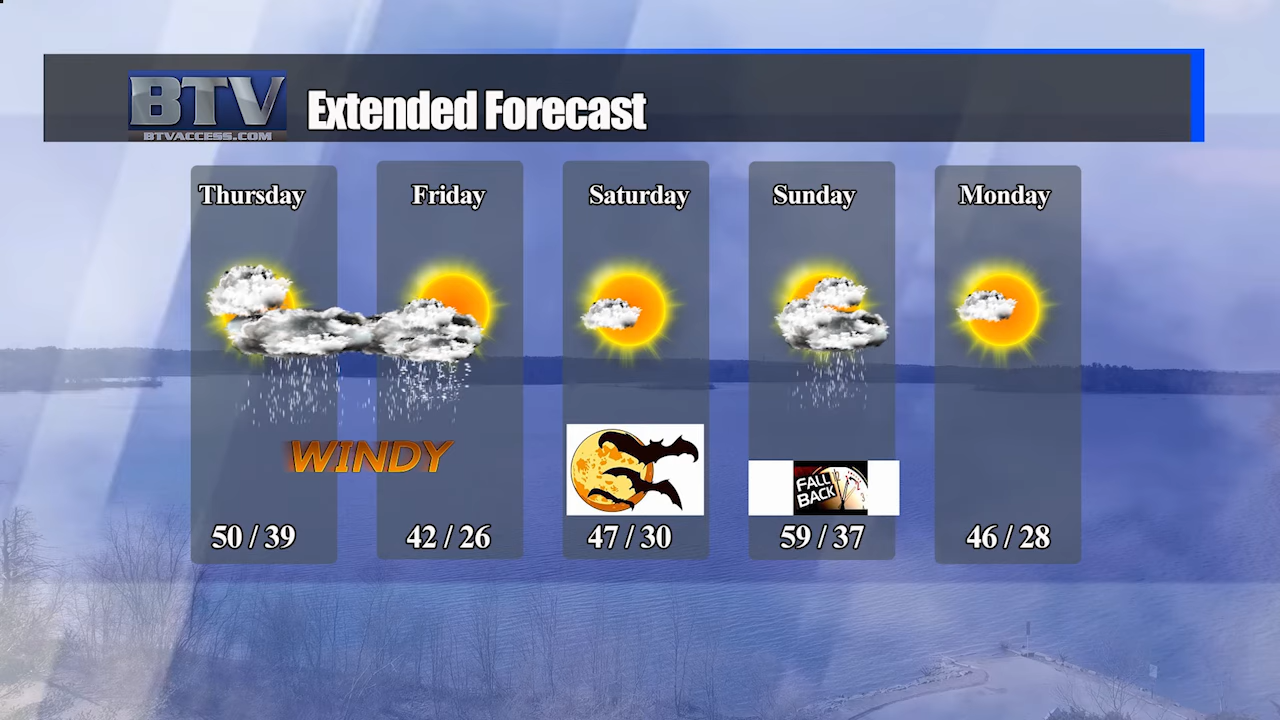 BTV
BTVACCESS.COM
Extended Forecast
Thursday
Friday
Saturday
Sunday
Monday
WINDY
FALL
BACK
50 / 39
42 / 26
47 / 30
59 / 37
46 / 28